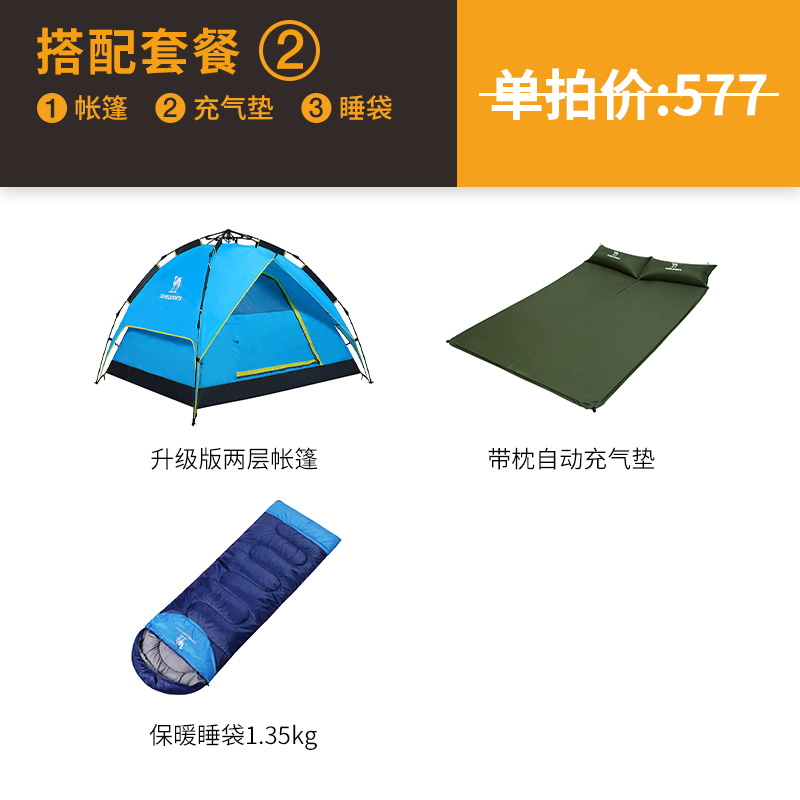 搭配套餐 ②
① 帐篷 ② 充气垫 ③ 睡袋
单拍价:577
升级版两层帐篷
带枕自动充气垫
保暖睡袋1.35kg